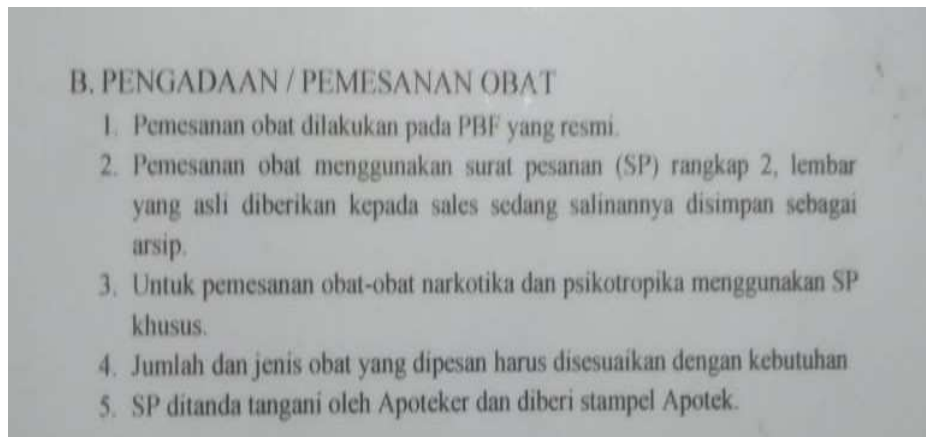 B. PENGADAAN / PEMESANAN OBAT
1. Pemesanan obat dilakukan pada PBF yang resmi.
2. Pemesanan obat menggunakan surat pesanan (SP) rangkap 2, lembar
yang asli diberikan kepada sales sedang salinannya disimpan sebagai
arsip.
3. Untuk pemesanan obat-obat narkotika dan psikotropika menggunakan SP
khusus.
4. Jumlah dan jenis obat yang dipesan harus disesuaikan dengan kebutuhan
5. SP ditanda tangani oleh Apoteker dan diberi stampel Apotek.